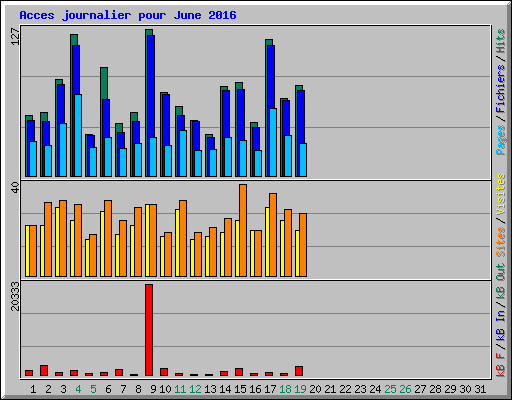 Acces journalier pour June 2016
127
Pages / Fichiers / Hits
40
Sites / Visites
20333
kB F / kB In / kB Out
1 2 3 4 5 6 7 8 9 10 11 12 13 14 15 16 17 18 19 20 21 22 23 24 25 26 27 28 29 30 31